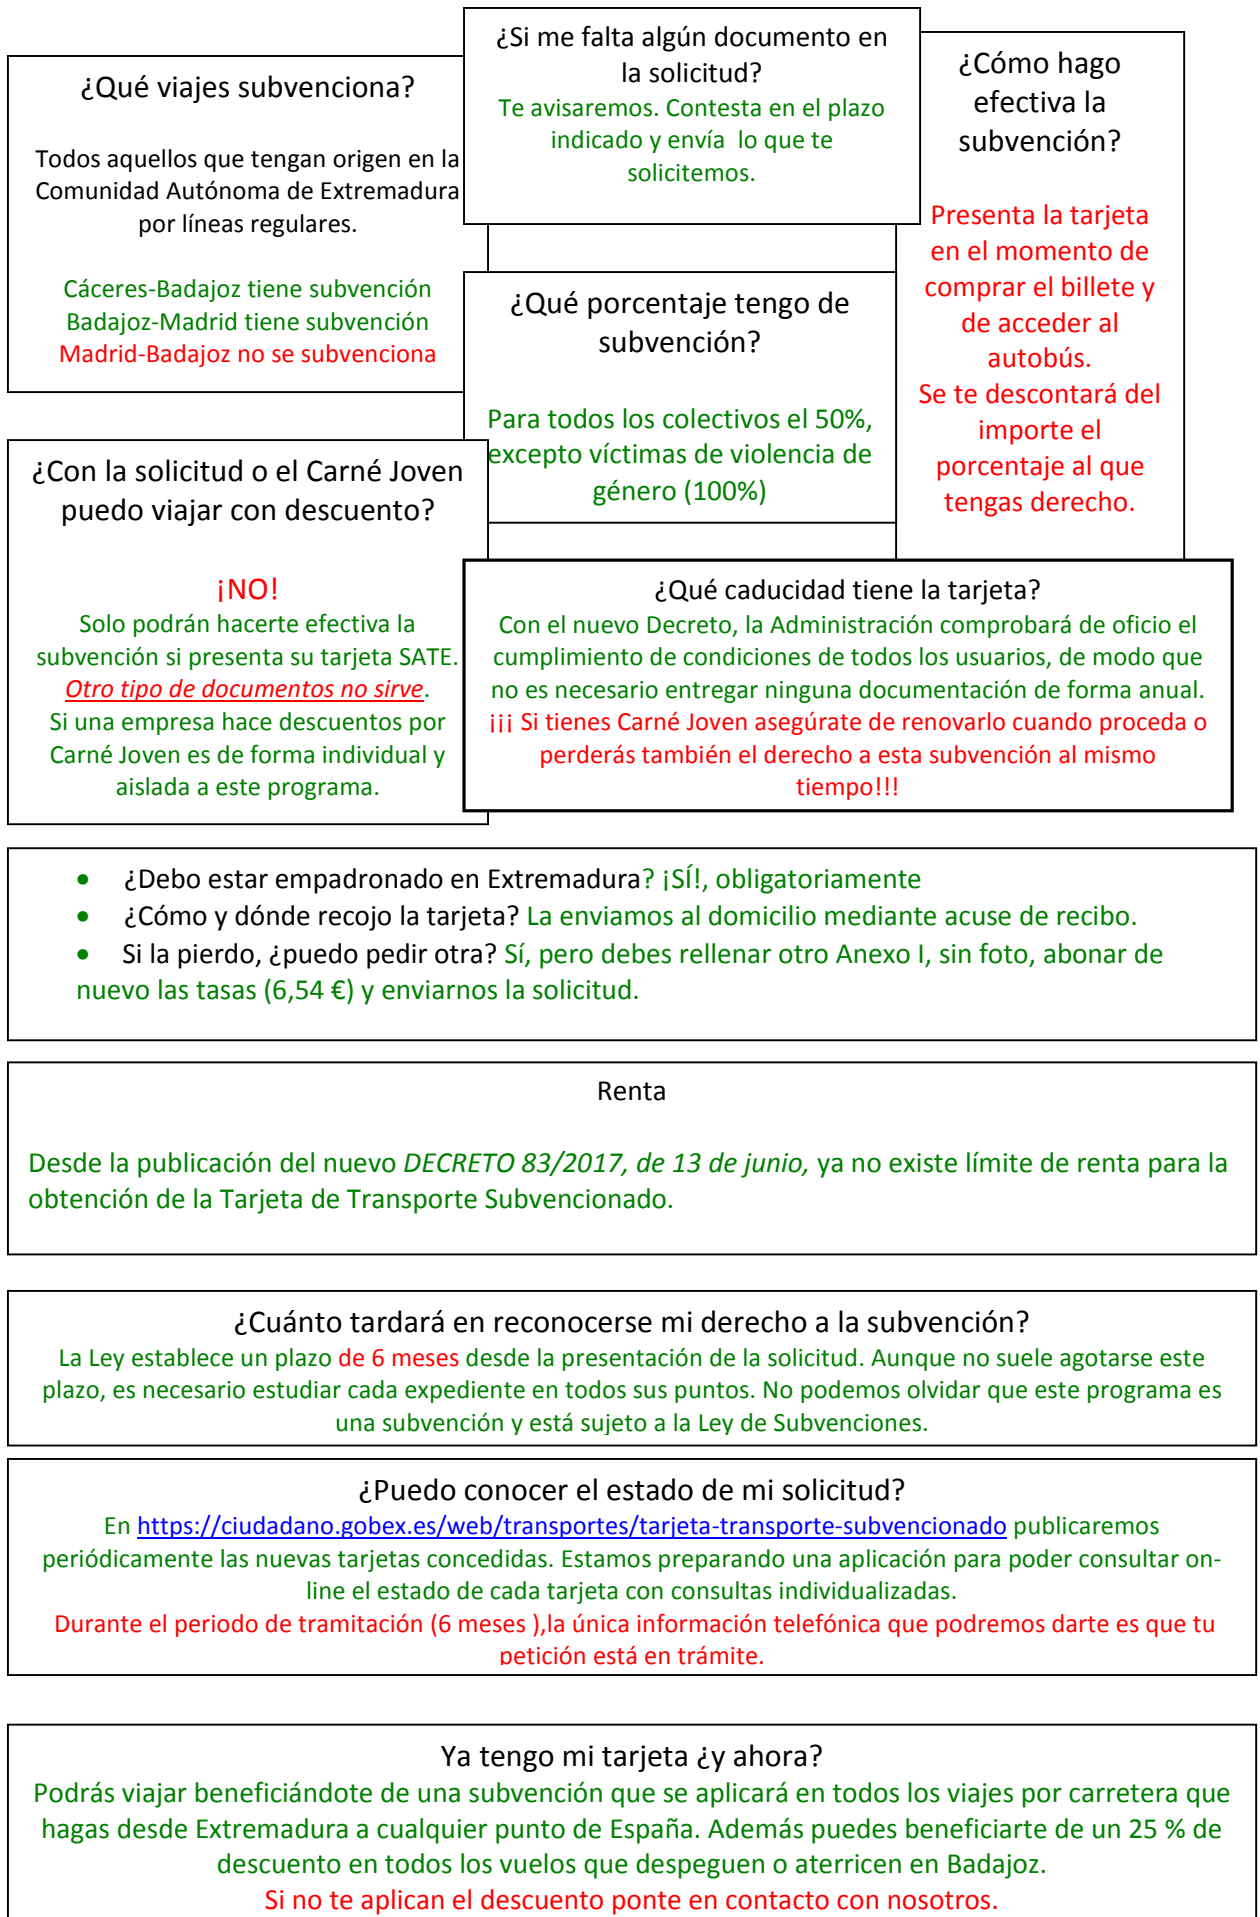 ¿Qué viajes subvenciona?
Todos aquellos que tengan origen en la
Comunidad Autónoma de Extremadura
por líneas regulares.
Cáceres-Badajoz tiene subvención
Badajoz-Madrid tiene subvención
Madrid-Badajoz no se subvenciona
¿Si me falta algún documento en
la solicitud?
Te avisaremos. Contesta en el plazo
indicado y envía  lo que te
solicitemos.
¿Cómo hago
efectiva la
subvención?
Presenta la tarjeta
en el momento de
comprar el billete y
de acceder al
autobús.
Se te descontará del
importe el
porcentaje al que
tengas derecho.
¿Qué porcentaje tengo de
subvención?
Para todos los colectivos el 50%,
excepto víctimas de violencia de
género (100%)
¿Con la solicitud o el Carné Joven
puedo viajar con descuento?
¡NO!
Solo podrán hacerte efectiva la
subvención si presenta su tarjeta SATE.
Otro tipo de documentos no sirve.
Si una empresa hace descuentos por
Carné Joven es de forma individual y
aislada a este programa.
¿Qué caducidad tiene la tarjeta?
Con el nuevo Decreto, la Administración comprobará de oficio el
cumplimiento de condiciones de todos los usuarios, de modo que
no es necesario entregar ninguna documentación de forma anual.
¡¡¡ Si tienes Carné Joven asegúrate de renovarlo cuando proceda o
perderás también el derecho a esta subvención al mismo
tiempo!!!
• ¿Debo estar empadronado en Extremadura? ¡SÍ!, obligatoriamente
• ¿Cómo y dónde recojo la tarjeta? La enviamos al domicilio mediante acuse de recibo.
• Si la pierdo, ¿puedo pedir otra? Sí, pero debes rellenar otro Anexo I, sin foto, abonar de
nuevo las tasas (6,54 €) y enviarnos la solicitud.
Renta
Desde la publicación del nuevo DECRETO 83/2017, de 13 de junio, ya no existe límite de renta para la
obtención de la Tarjeta de Transporte Subvencionado.
¿Cuánto tardará en reconocerse mi derecho a la subvención?
La Ley establece un plazo de 6 meses desde la presentación de la solicitud. Aunque no suele agotarse este
plazo, es necesario estudiar cada expediente en todos sus puntos. No podemos olvidar que este programa es
una subvención y está sujeto a la Ley de Subvenciones.
¿Puedo conocer el estado de mi solicitud?
En https://ciudadano.gobex.es/web/transportes/tarjeta-transporte-subvencionado publicaremos
periódicamente las nuevas tarjetas concedidas. Estamos preparando una aplicación para poder consultar on-
line el estado de cada tarjeta con consultas individualizadas.
Durante el periodo de tramitación (6 meses ),la única información telefónica que podremos darte es que tu
petición está en trámite.
Ya tengo mi tarjeta ¿y ahora?
Podrás viajar beneficiándote de una subvención que se aplicará en todos los viajes por carretera que
hagas desde Extremadura a cualquier punto de España. Además puedes beneficiarte de un 25 % de
descuento en todos los vuelos que despeguen o aterricen en Badajoz.
Si no te aplican el descuento ponte en contacto con nosotros.